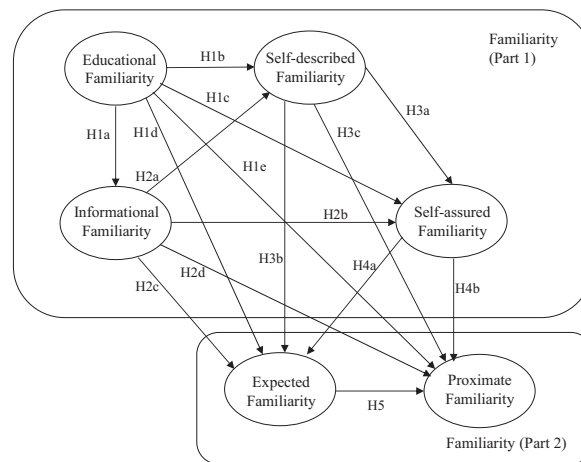 Familiarity
(Part 1)
Educational
Familiarity
H1b
Self-described
Familiarity
H1c
H3a
H1a
H1d
H3c
H2a
H1e
Informational
Familiarity
H2b
Self-assured
Familiarity
H2c
H2d
H3b
H4a
H4b
Expected
Familiarity
H5
Proximate
Familiarity
Familiarity (Part 2)